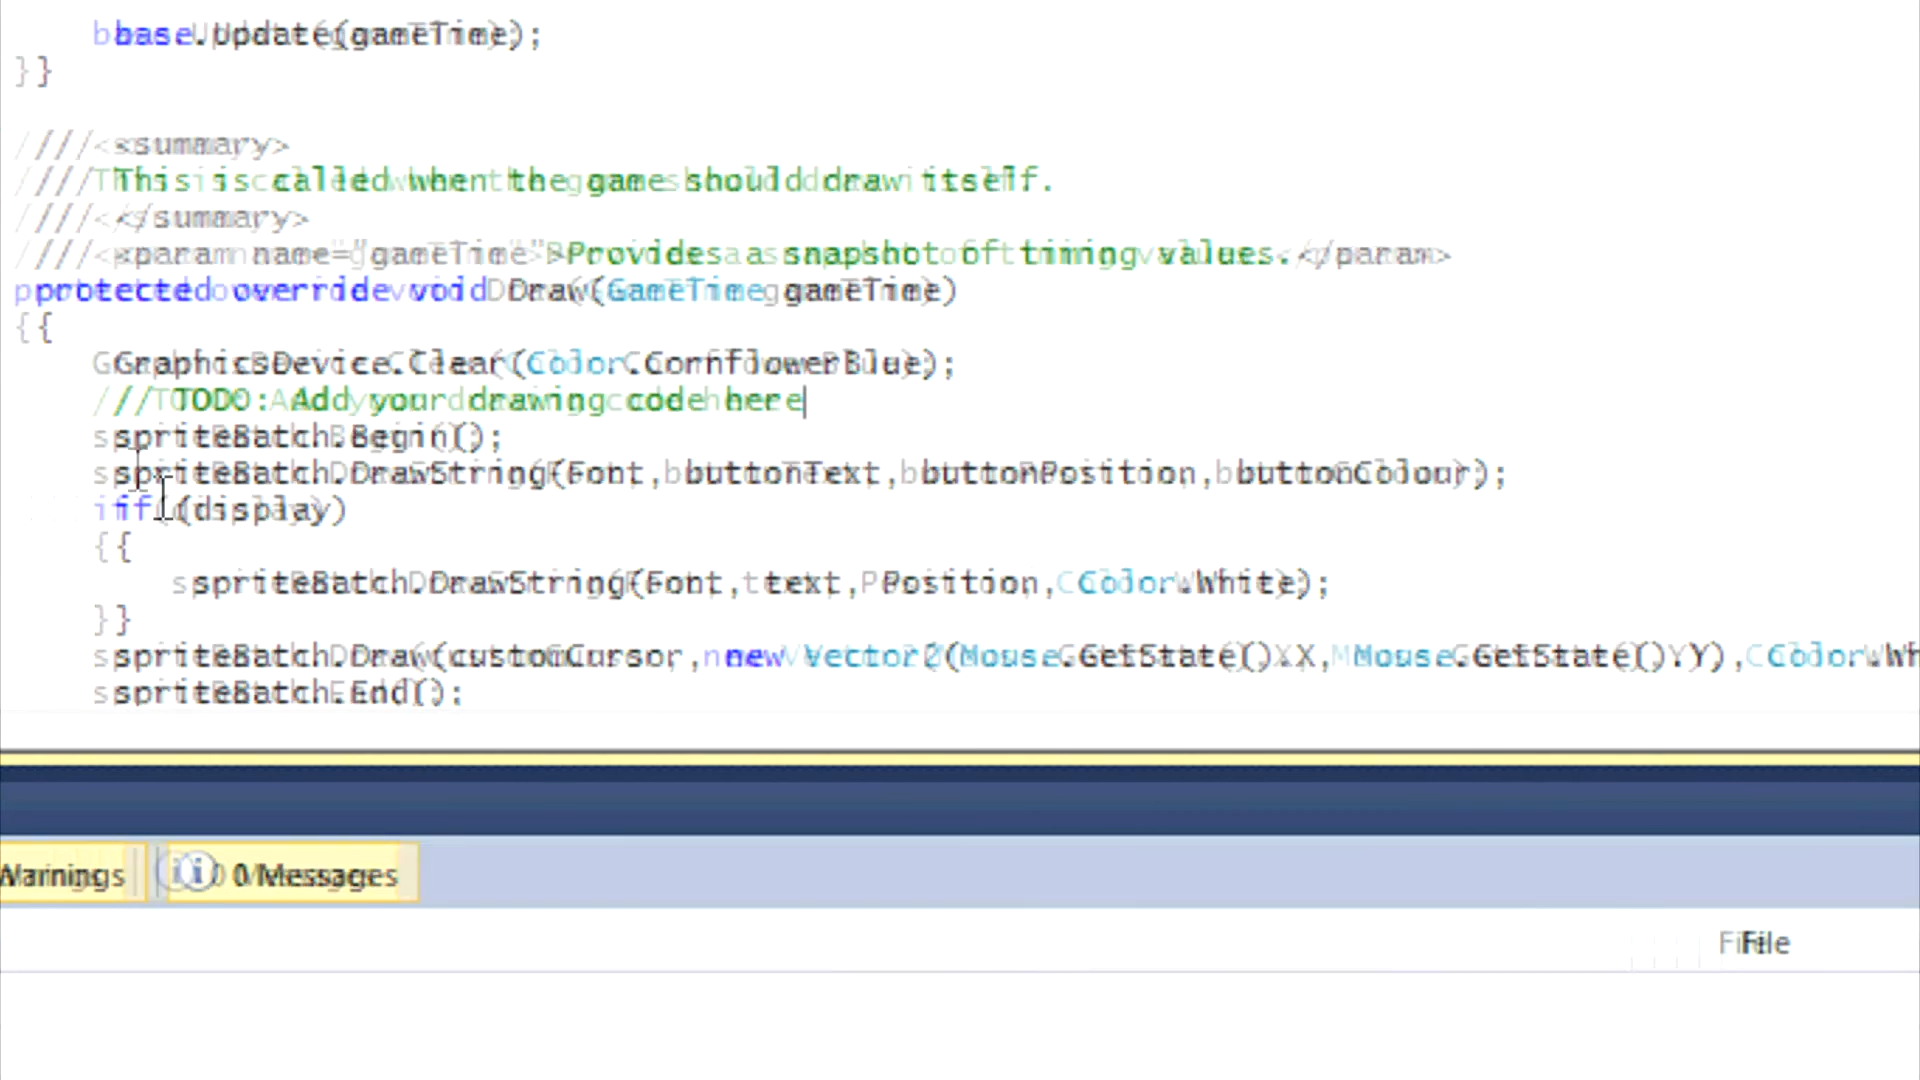 base.Update(gameTime);
}
/// <summary>
/// This is called when the game should draw itself.
/// </summary>
/// <param name="gameTime">Provides a snapshot of timing values.</param>
protected override void Draw(GameTime gameTime)
{
GraphicsDevice.Clear(Color.CornflowerBlue);
// TODO: Add your drawing code here
spriteBatch.Begin();
spriteBatch.DrawString(Font, buttonText, buttonPosition, buttonColour);
if (display)
{
spriteBatch.DrawString(Font, text, Position, Color.White);
}
spriteBatch.Draw(customCursor, new Vector2(Mouse.GetState().X, Mouse.GetState().Y), Color.Wh
spriteBatch.End();
Warnings 0 Messages
File